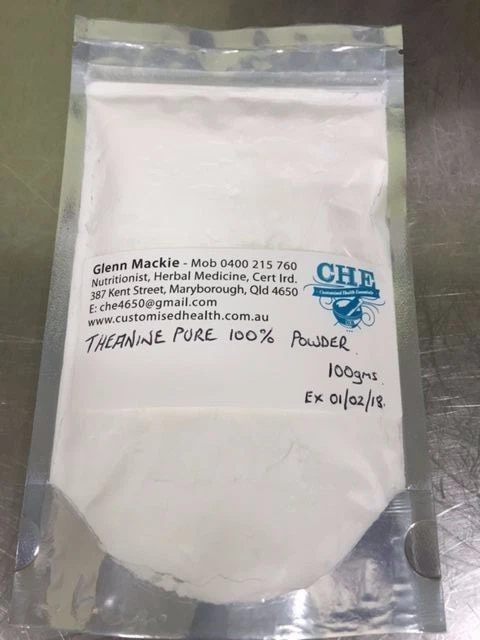 Glenn Mackie - Mob 0400 215 760
Nutritionist, Herbal Medicine, Cert Ird.
387 Kent Street, Maryborough, Qld 4650
E: che4650@gmail.com
www.customisedhealth.com.au
CHE
Customised Health Essentials
THEANINE PURE 100% POWDER.
100gms.
Ex 01/02/18.